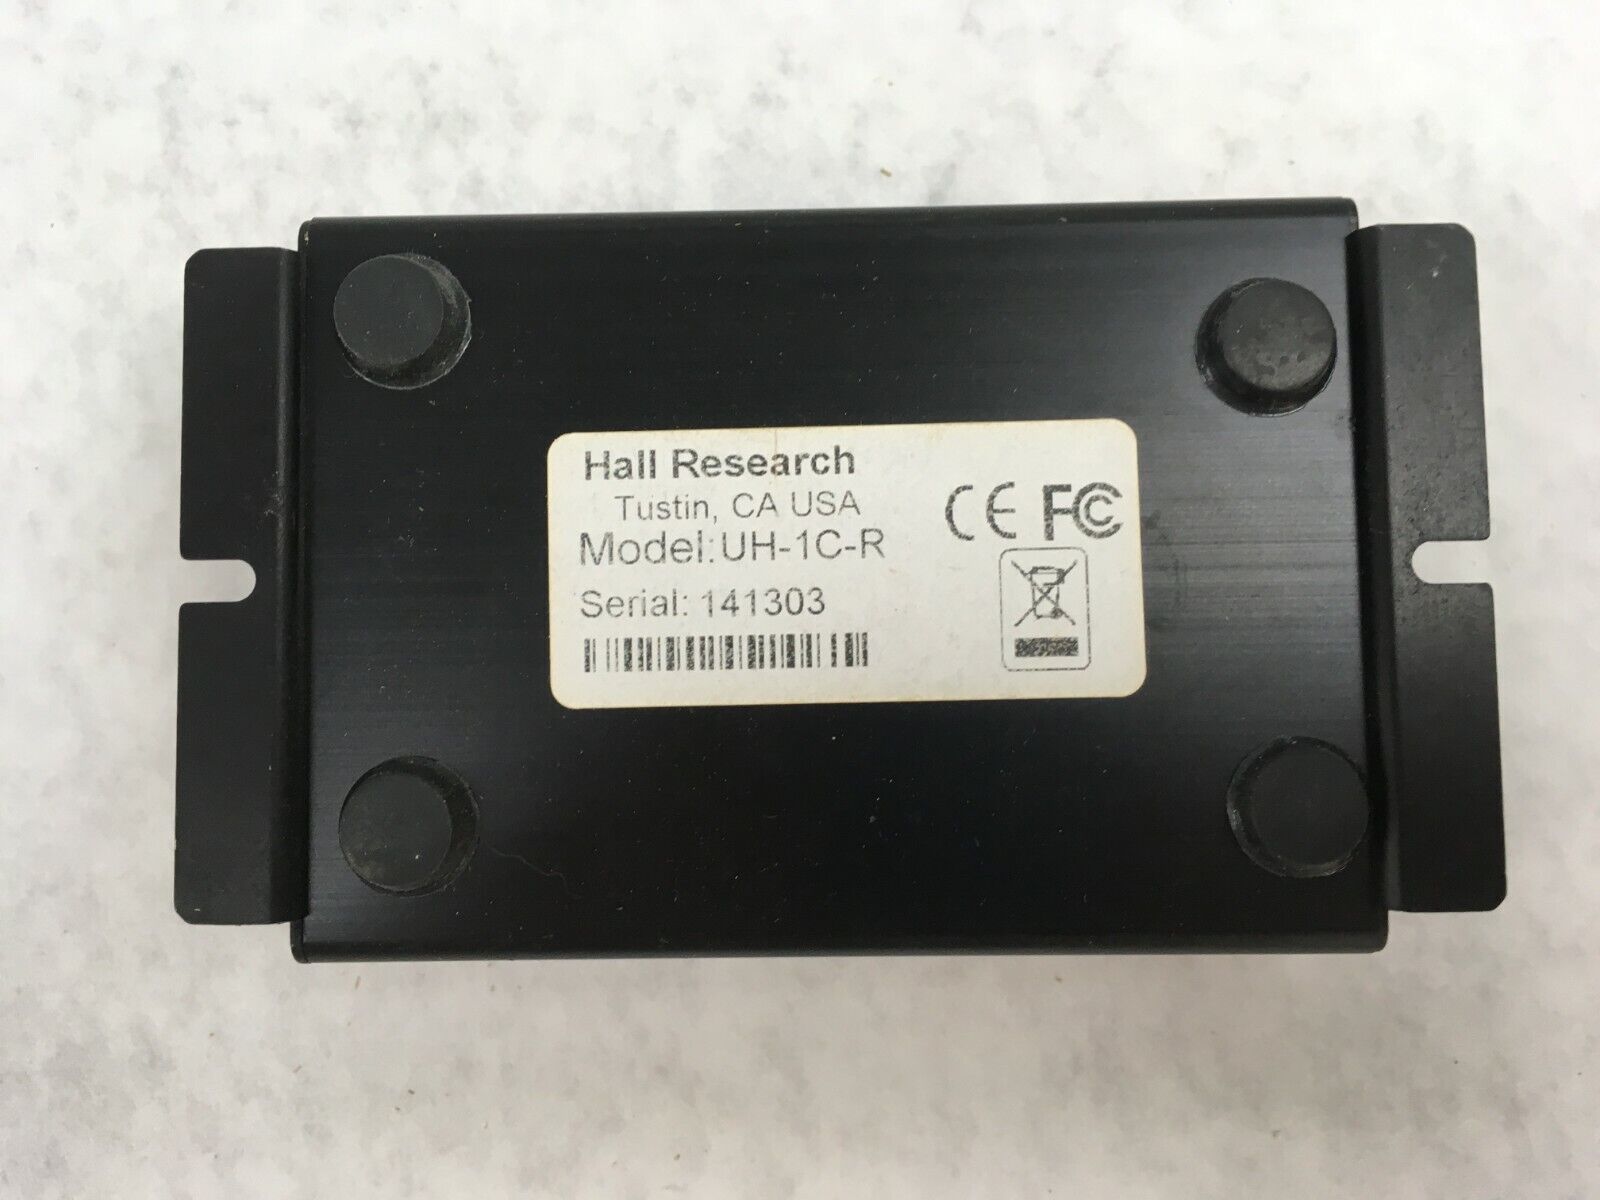 Hall Research
Tustin, CA USA
Model: UH-1C-R
Serial: 141303
CE FC